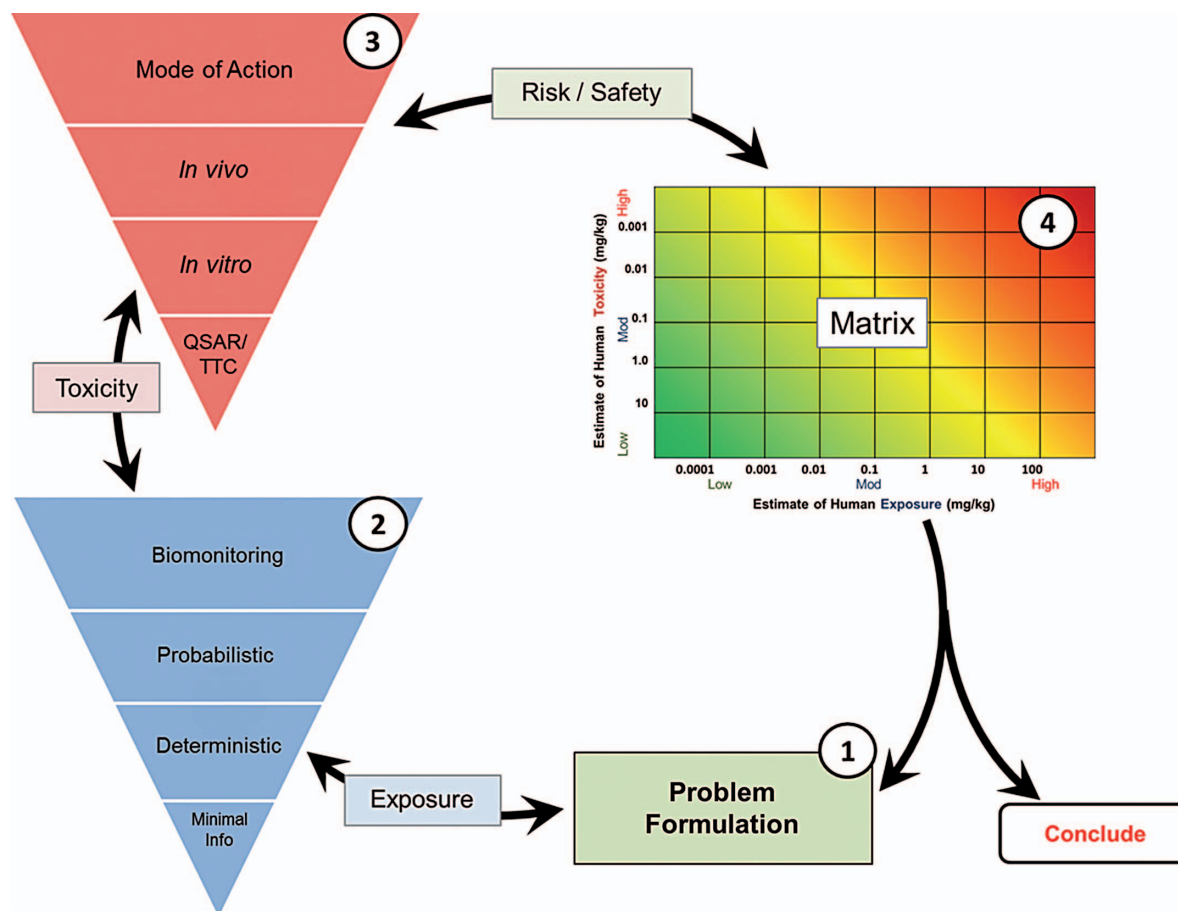 3
Mode of Action
In vivo
In vitro
QSAR/
TTC
Risk / Safety
Toxicity
4
Matrix
Estimate of Human Toxicity (mg/kg)
High
Mod
Low
0.001
0.01
0.1
1.0
10
0.0001 0.001 0.01 0.1 1 10 100
Low Mod High
Estimate of Human Exposure (mg/kg)
2
Biomonitoring
Probabilistic
Deterministic
Minimal
Info
Exposure
1
Problem
Formulation
Conclude